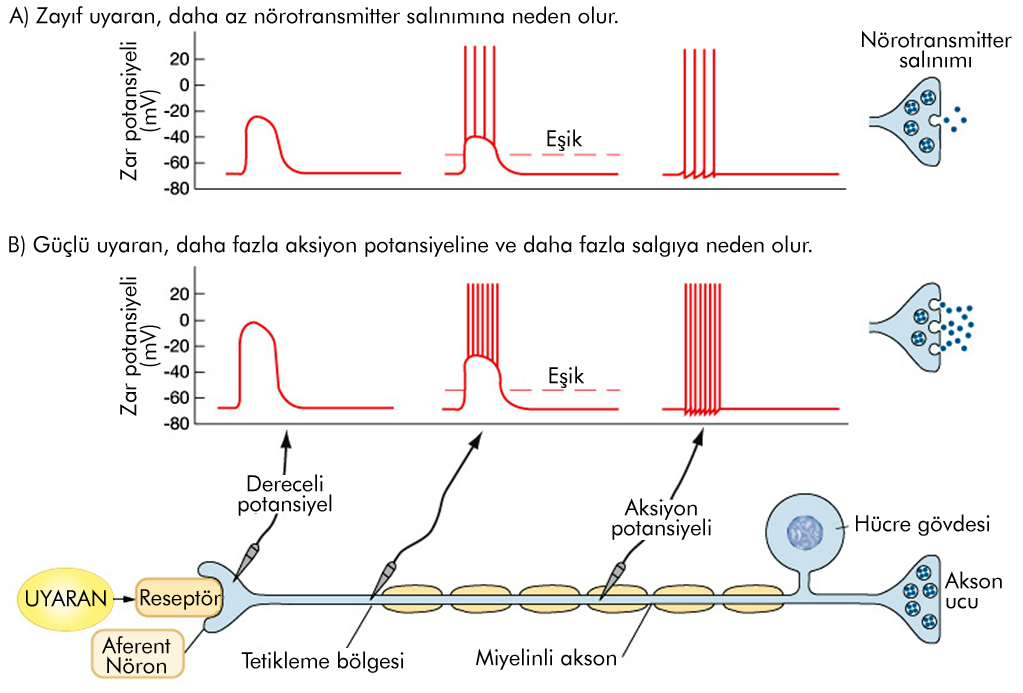 A) Zayıf uyaran, daha az nörotransmitter salınımına neden olur.
Nörotransmitter
salınımı
Zar potansiyeli
(mV)
20
0
-20
-40
-60
-80
Eşik
B) Güçlü uyaran, daha fazla aksiyon potansiyeline ve daha fazla salgıya neden olur.
Zar potansiyeli
(mV)
20
0
-20
-40
-60
-80
Eşik
Dereceli
potansiyel
Aksiyon
potansiyeli
Hücre gövdesi
UYARAN
Reseptör
Akson
ucu
Aferent
Nöron
Tetikleme bölgesi
Miyelinli akson